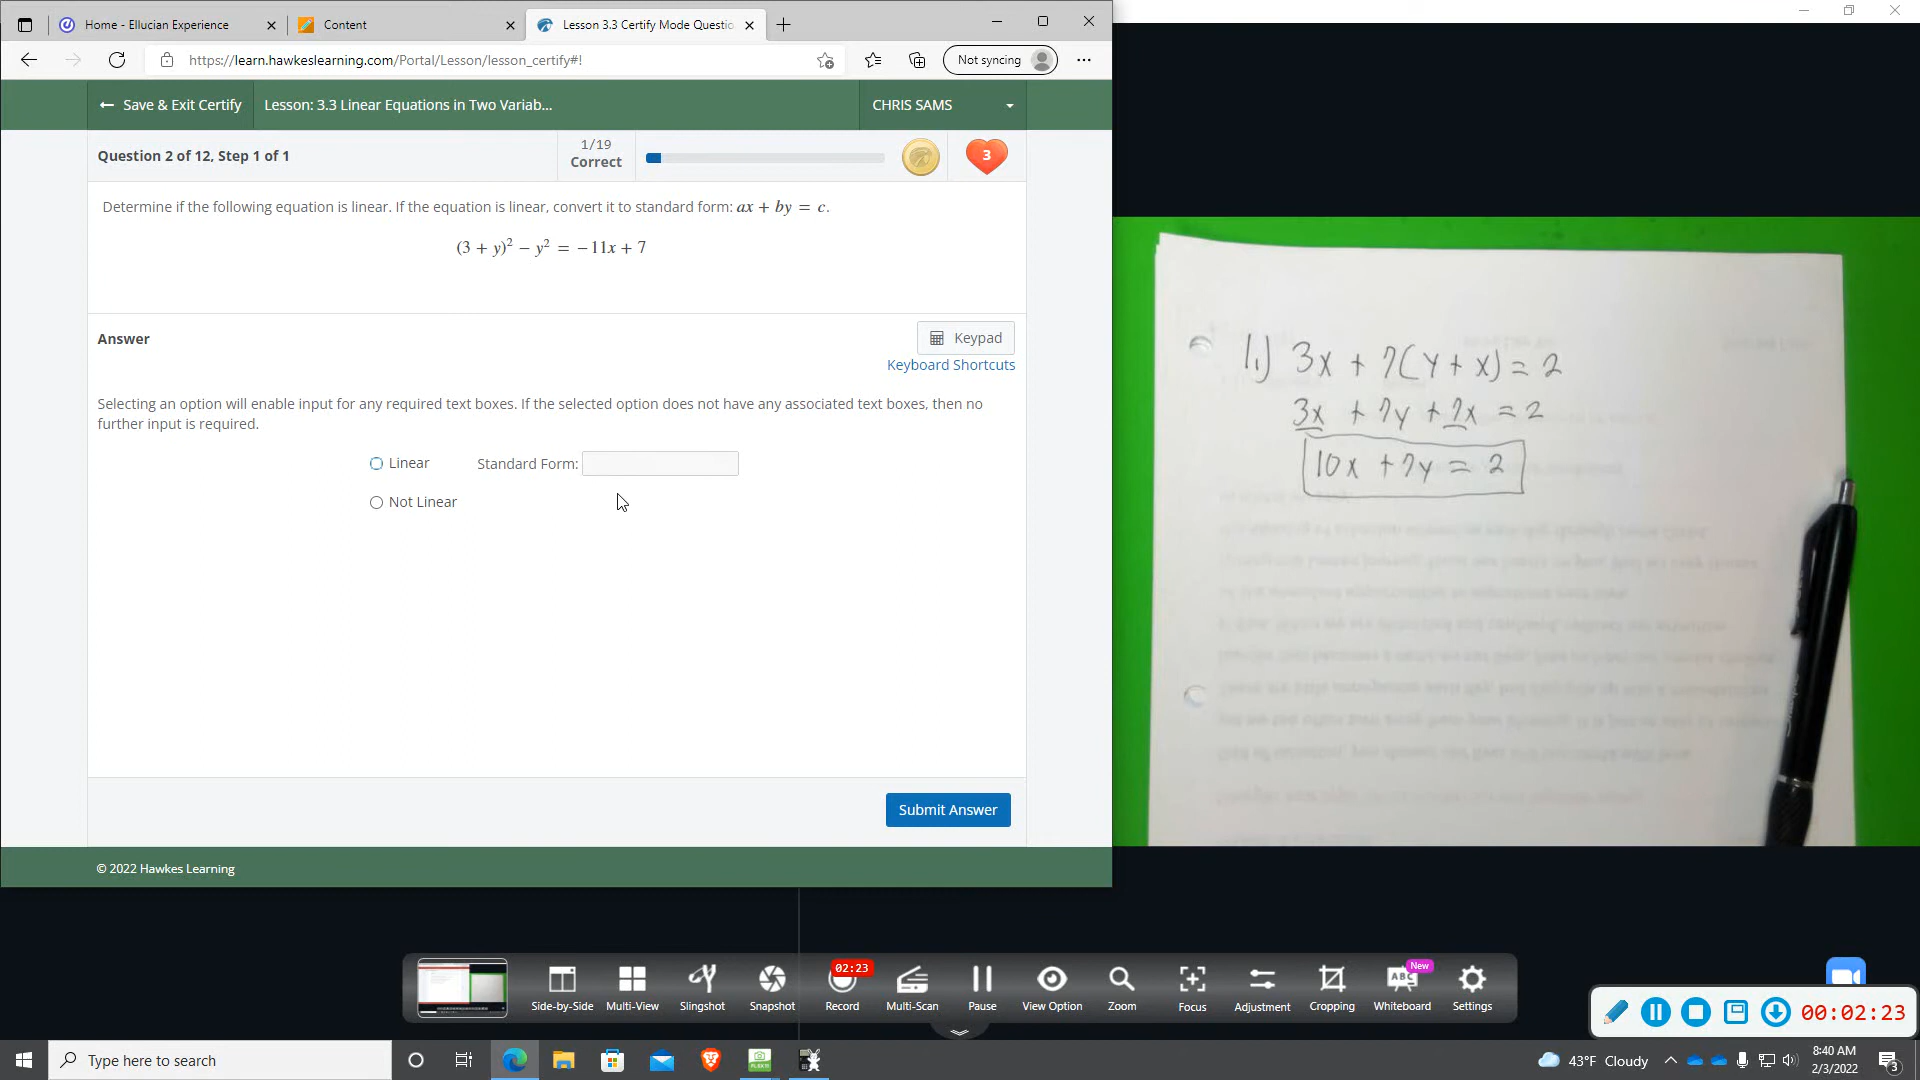 Home - Ellucian Experience
Content
Lesson 3.3 Certify Mode Questio
https://learn.hawkeslearning.com/Portal/Lesson/lesson_certify#!
Not syncing
Save & Exit Certify
Lesson: 3.3 Linear Equations in Two Variab...
CHRIS SAMS
Question 2 of 12, Step 1 of 1
1/19
Correct
3
Determine if the following equation is linear. If the equation is linear, convert it to standard form: ax + by = c.
(3 + y)² − y² = −11x + 7
Answer
Keypad
Keyboard Shortcuts
Selecting an option will enable input for any required text boxes. If the selected option does not have any associated text boxes, then no
further input is required.
Linear
Standard Form:
Not Linear
Submit Answer
© 2022 Hawkes Learning
1.) 3x + 7(y + x) = 2
3x + 7y + 7x = 2
10x + 7y = 2
Side-by-Side
Multi-View
Slingshot
Snapshot
02:23
Record
Multi-Scan
Pause
View Option
Zoom
Focus
Adjustment
Cropping
New
ABC
Whiteboard
Settings
00:02:23
Type here to search
43°F Cloudy
8:40 AM
2/3/2022
3